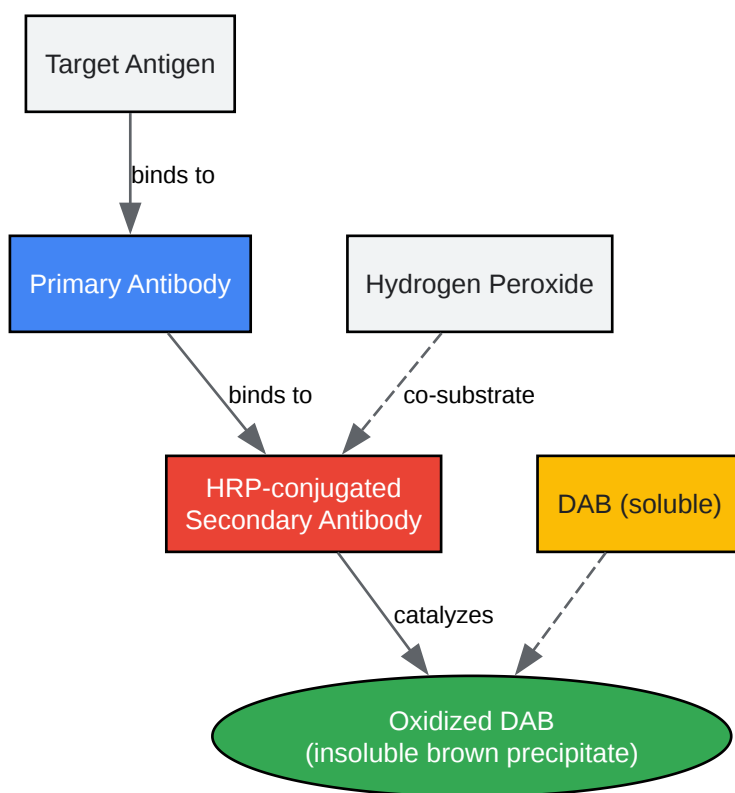 Target Antigen
binds to
Primary Antibody
Hydrogen Peroxide
binds to
co-substrate
HRP-conjugated
Secondary Antibody
DAB (soluble)
catalyzes
Oxidized DAB
(insoluble brown precipitate)